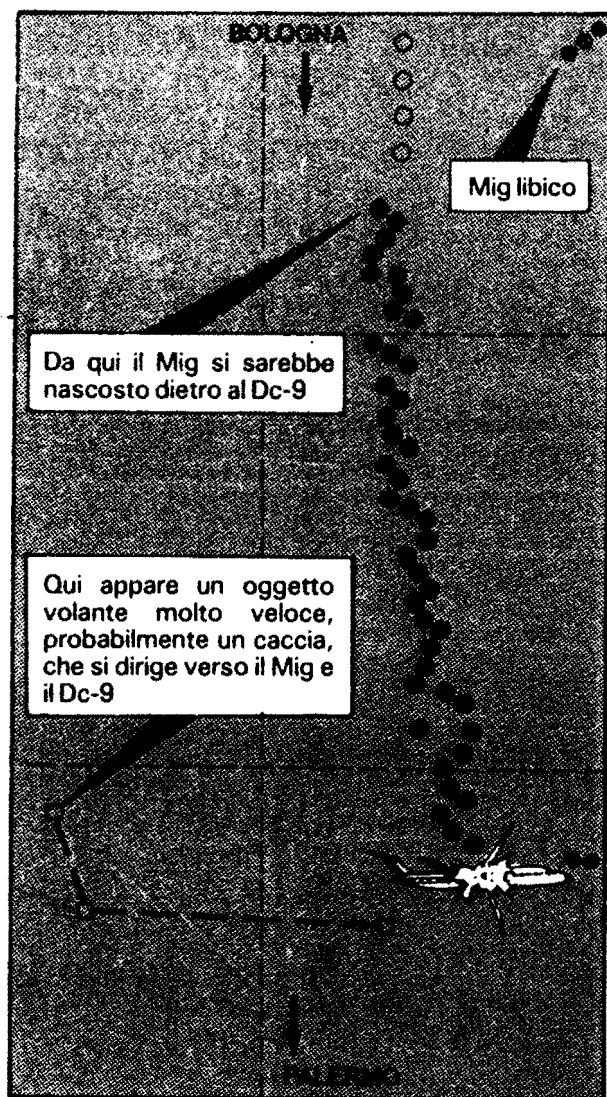 BOLOGNA
Mig libico
Da qui il Mig si sarebbe
nascosto dietro al Dc-9
Qui appare un oggetto
volante molto veloce,
probabilmente un caccia,
che si dirige verso il Mig e
il Dc-9
PALERMO